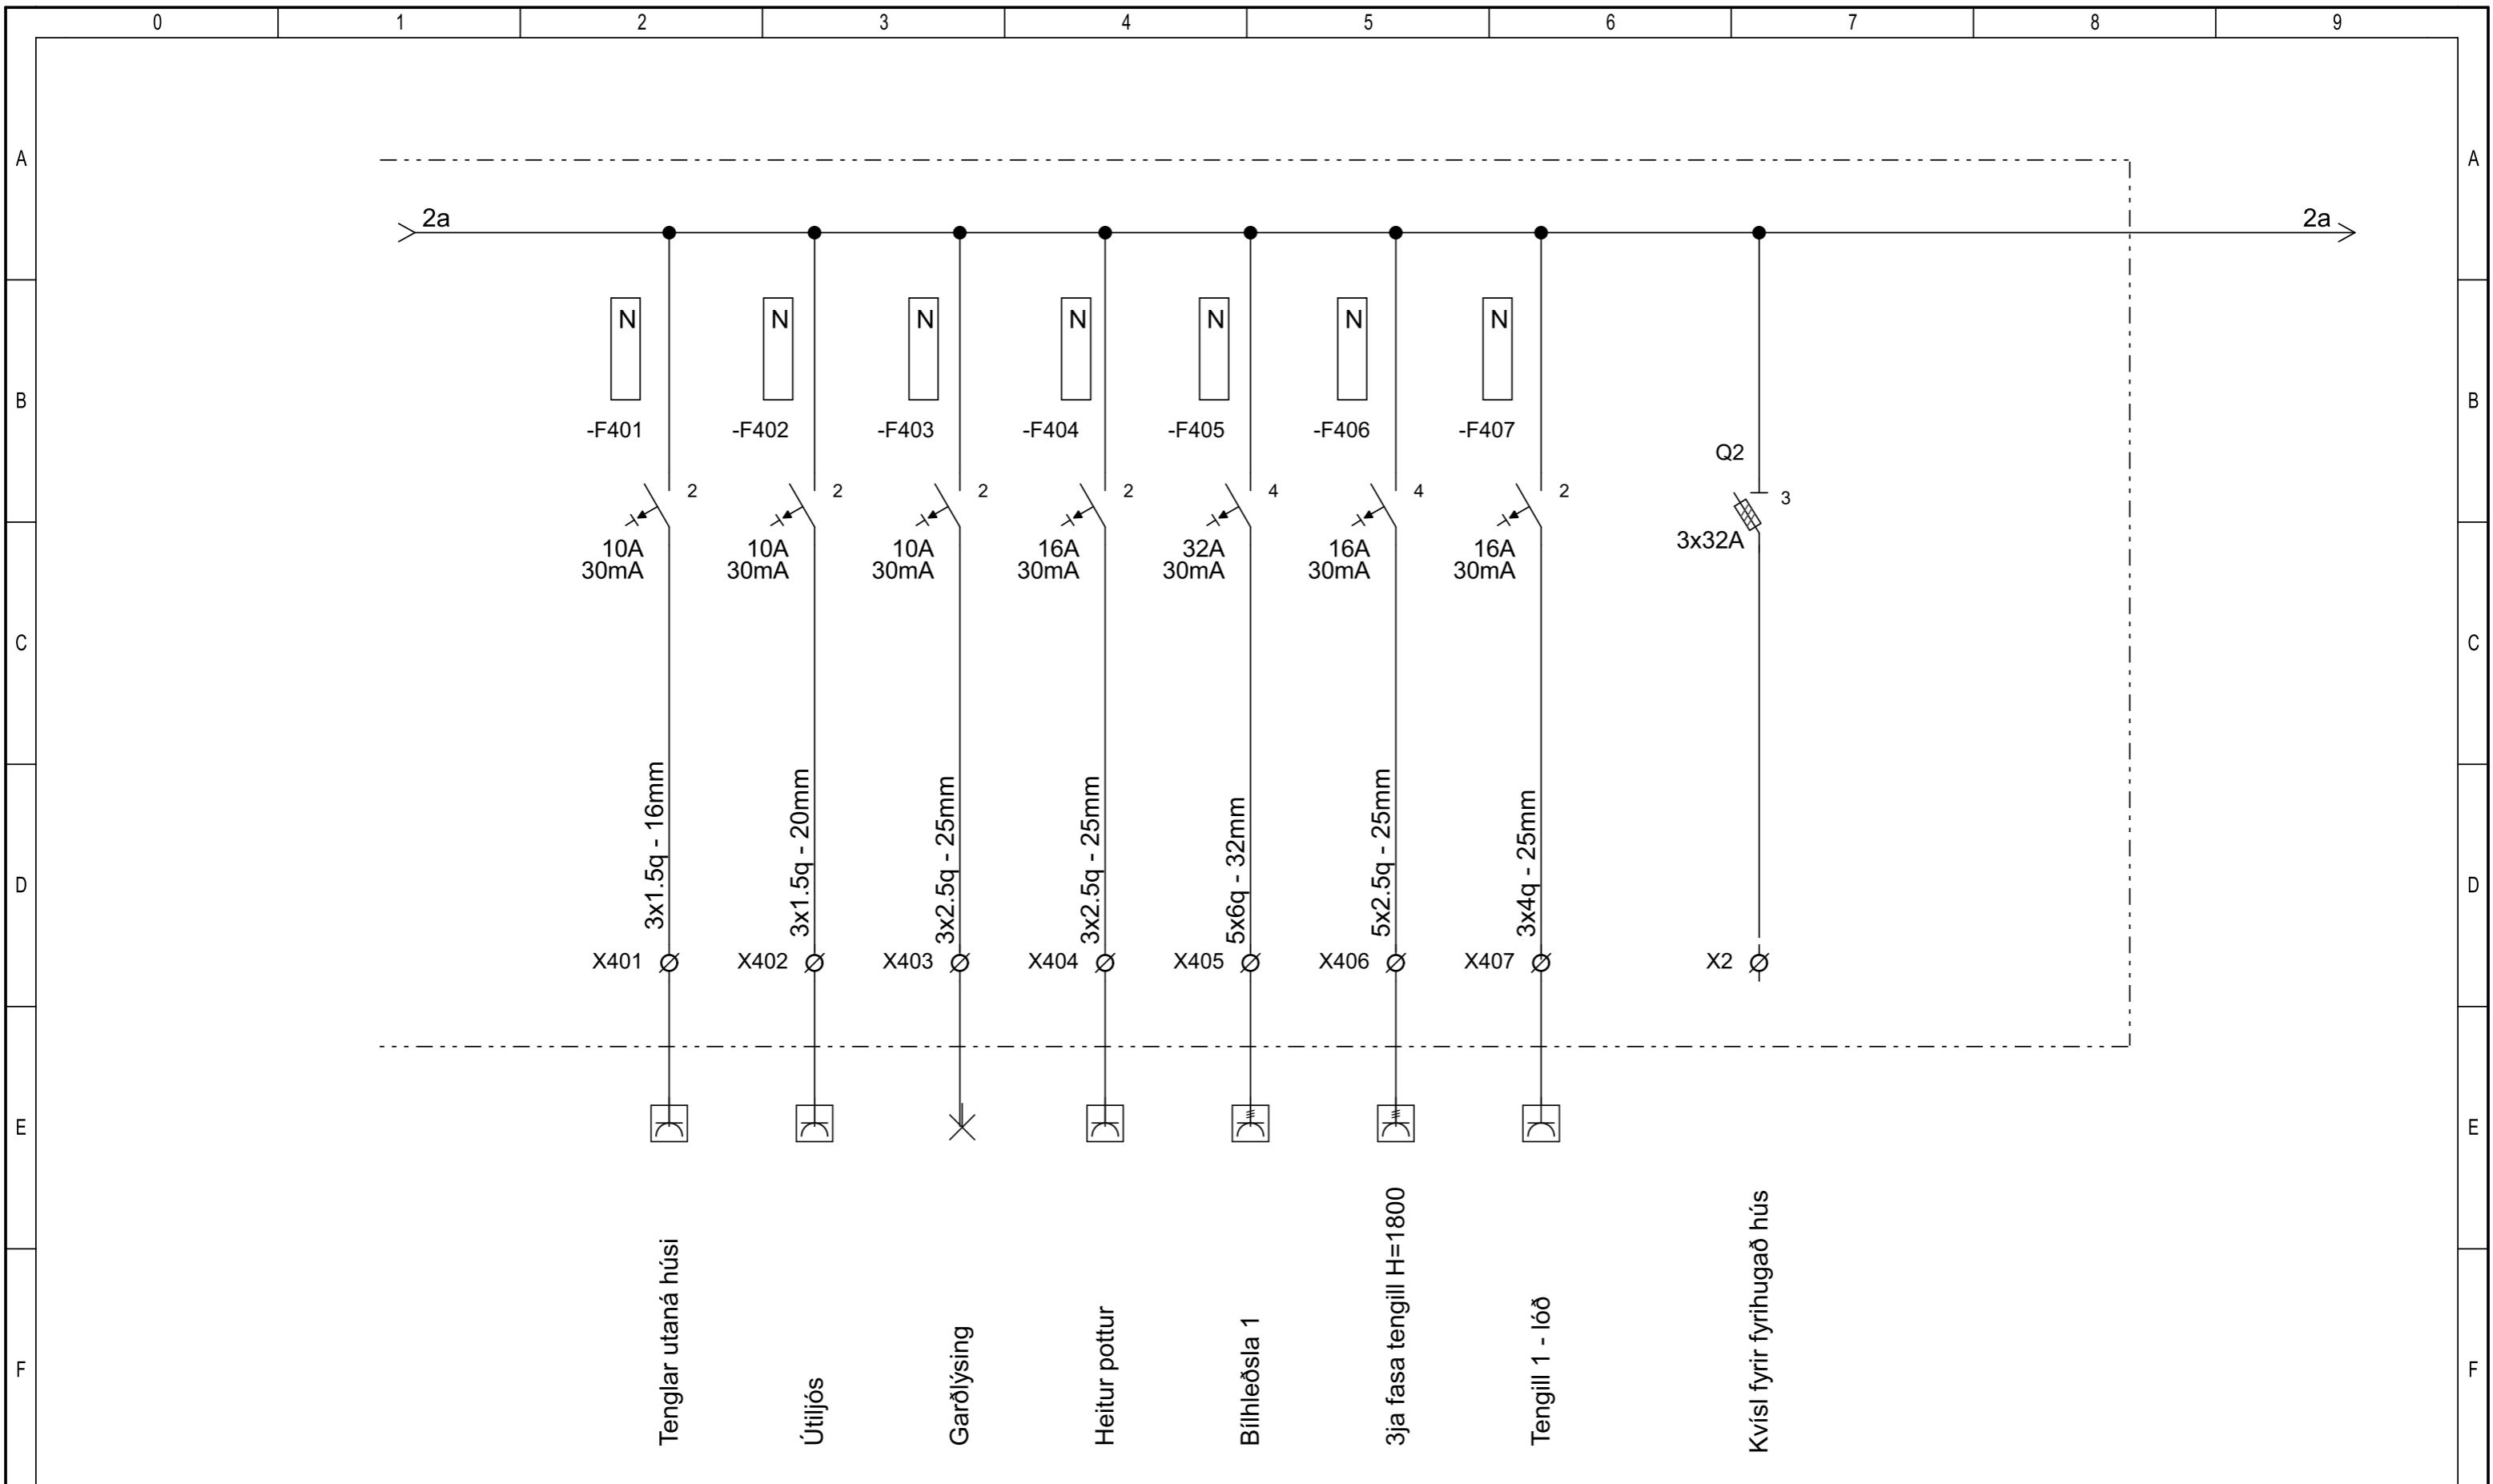 0 1 2 3 4 5 6 7 8 9
A A
2a 2a
N N N N N N N
B B
-F401 -F402 -F403 -F404 -F405 -F406 -F407
Q2
2 2 2 2 4 4 2 3
10A 10A 10A 16A 32A 16A 16A 3x32A
30mA 30mA 30mA 30mA 30mA 30mA 30mA
C C
3x1.5q - 16mm
3x1.5q - 20mm
3x2.5q - 25mm
3x2.5q - 25mm
5x6q - 32mm
5x2.5q - 25mm
3x4q - 25mm
D D
X401 X402 X403 X404 X405 X406 X407 X2
E E
Tenglar utaná húsi
Útiljós
Garðlýsing
Heitur pottur
Bílhleðsla 1
3ja fasa tengill H=1800
Tengill 1 - lóð
Kvísl fyrir fyrihugað hús
F F